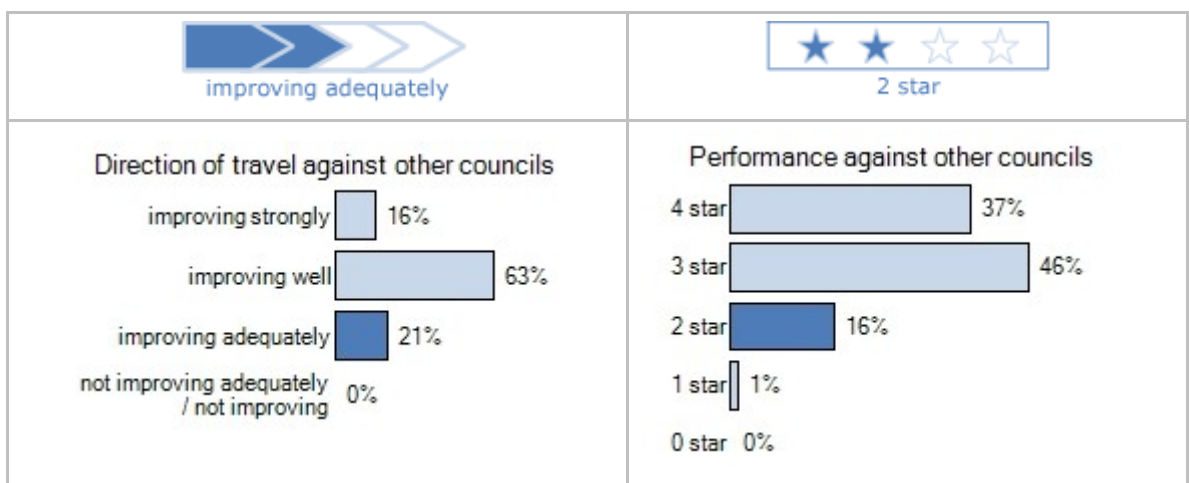 improving adequately
2 star
Direction of travel against other councils
improving strongly 16%
improving well 63%
improving adequately 21%
not improving adequately
/ not improving 0%
Performance against other councils
4 star 37%
3 star 46%
2 star 16%
1 star 1%
0 star 0%